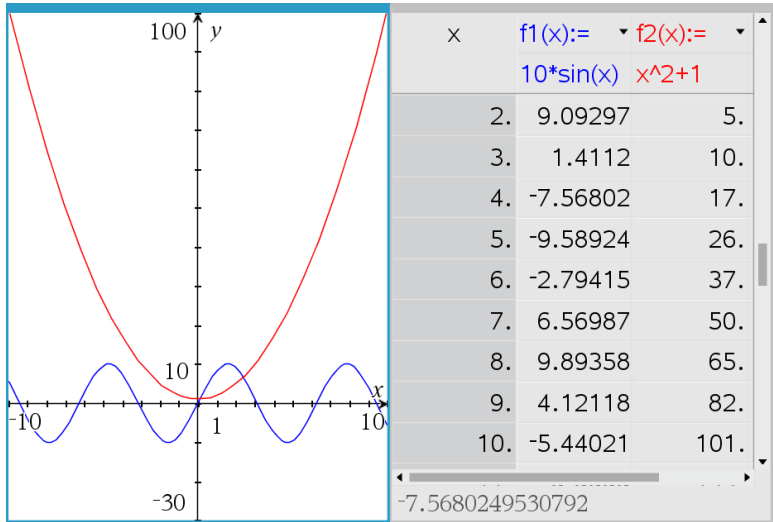 100 y
10
x
-10 1 10
-30
x f1(x):= f2(x):=
10*sin(x) x^2+1
2. 9.09297 5.
3. 1.4112 10.
4. -7.56802 17.
5. -9.58924 26.
6. -2.79415 37.
7. 6.56987 50.
8. 9.89358 65.
9. 4.12118 82.
10. -5.44021 101.
-7.5680249530792